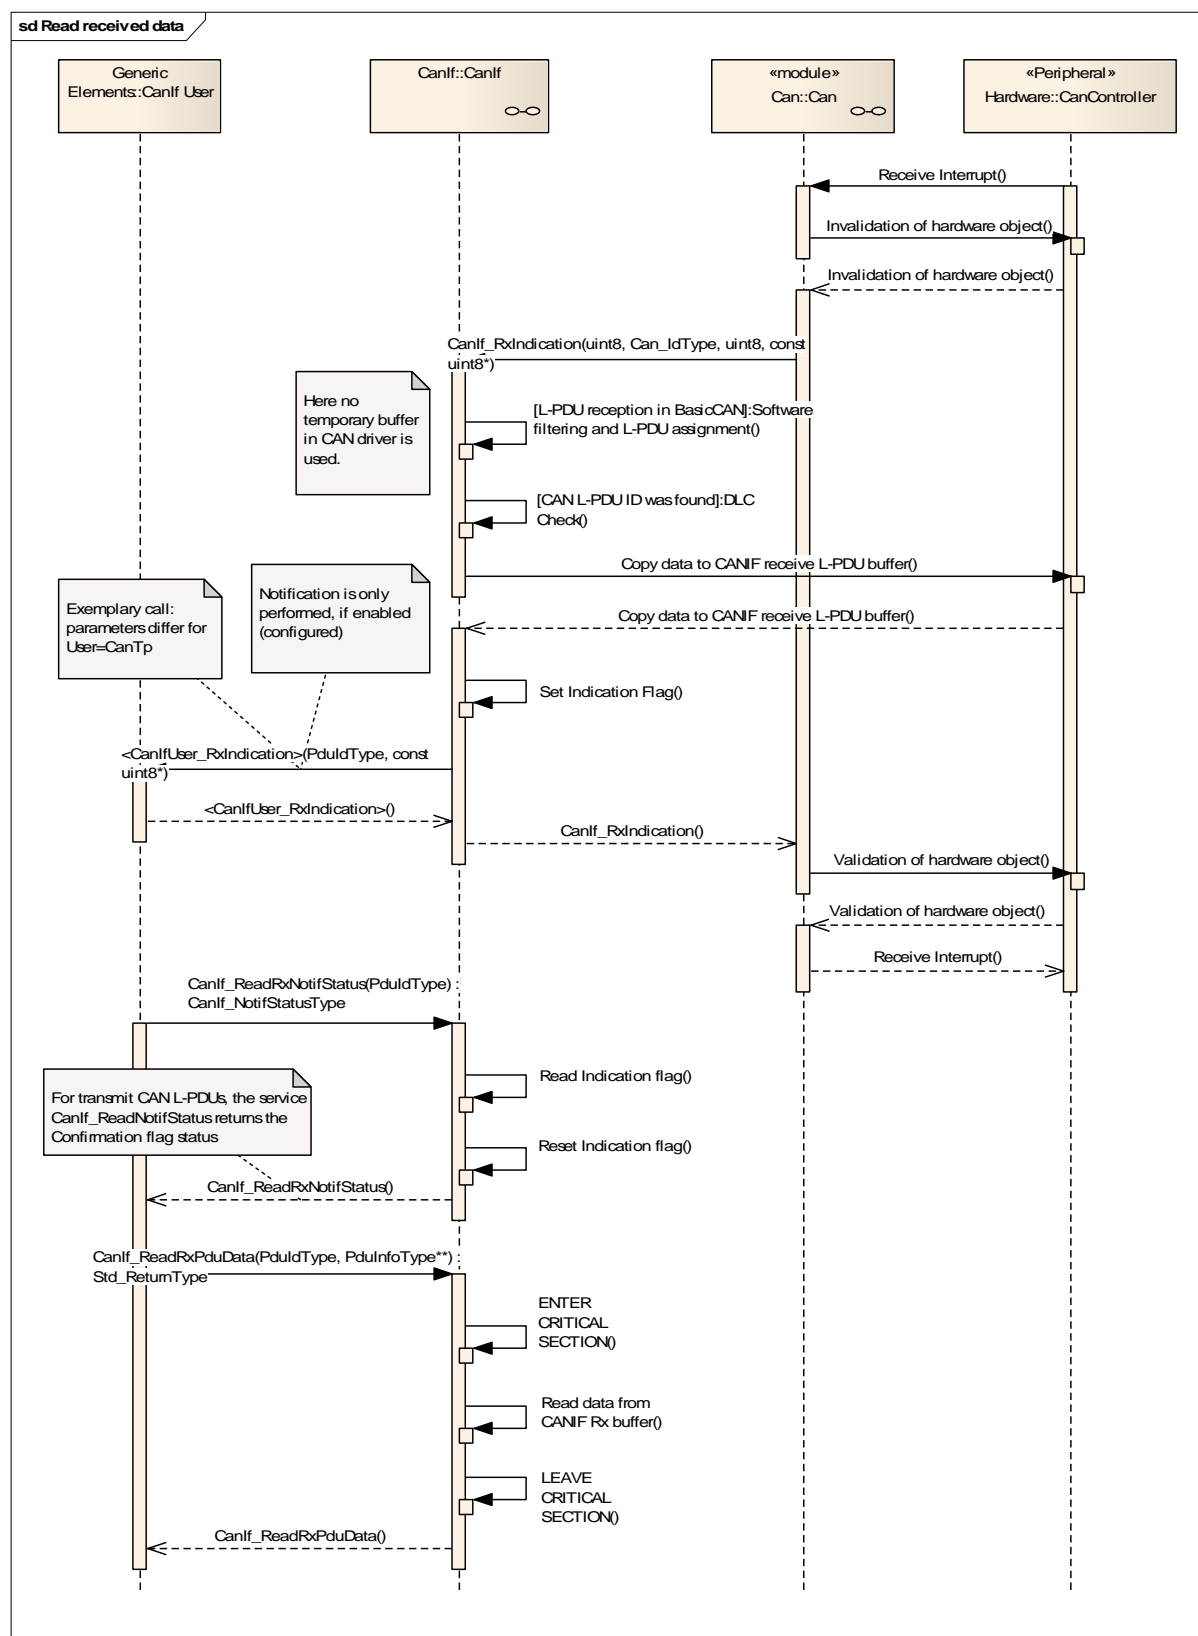 sd Read received data
Generic
Elements::CanIf User
CanIf::CanIf
«module»
Can::Can
«Peripheral»
Hardware::CanController
Receive Interrupt()
Invalidation of hardware object()
Invalidation of hardware object()
CanIf_RxIndication(uint8, Can_IdType, uint8, const
uint8*)
Here no
temporary buffer
in CAN driver is
used.
[L-PDU reception in BasicCAN]:Software
filtering and L-PDU assignment()
[CAN L-PDU ID was found]:DLC
Check()
Copy data to CANIF receive L-PDU buffer()
Exemplary call:
parameters differ for
User=CanTp
Notification is only
performed, if enabled
(configured)
Copy data to CANIF receive L-PDU buffer()
Set Indication Flag()
<CanIfUser_RxIndication>(PduIdType, const
uint8*)
<CanIfUser_RxIndication>()
CanIf_RxIndication()
Validation of hardware object()
Validation of hardware object()
Receive Interrupt()
CanIf_ReadRxNotifStatus(PduIdType) :
CanIf_NotifStatusType
Read Indication flag()
For transmit CAN L-PDUs, the service
CanIf_ReadNotifStatus returns the
Confirmation flag status
Reset Indication flag()
CanIf_ReadRxNotifStatus()
CanIf_ReadRxPduData(PduIdType, PduInfoType**) :
Std_ReturnType
ENTER
CRITICAL
SECTION()
Read data from
CANIF Rx buffer()
LEAVE
CRITICAL
SECTION()
CanIf_ReadRxPduData()